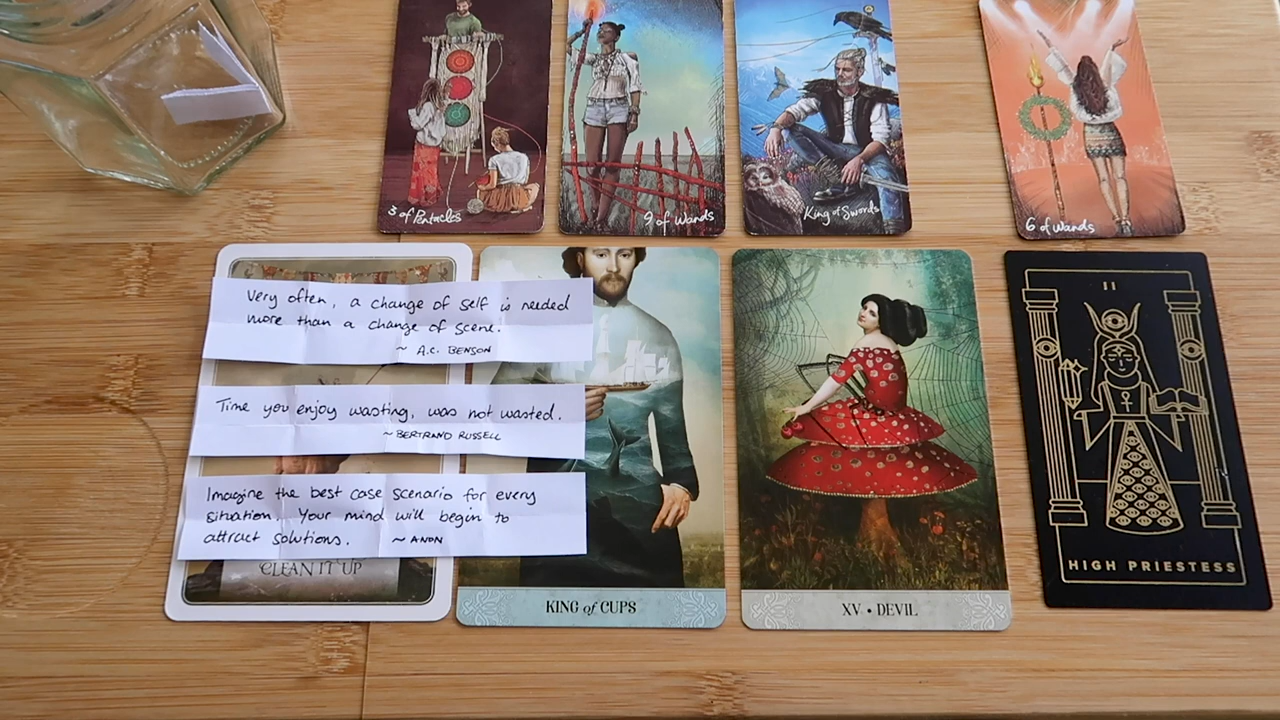 3 of Pentacles
9 of Wands
King of Swords
6 of Wands
Very often, a change of self is needed
more than a change of scene.
~ A.C. BENSON
Time you enjoy wasting, was not wasted.
~BERTRAND RUSSELL
Imagine the best case scenario for every
situation. Your mind will begin to
attract solutions. ~ ANON
CLEAN IT UP
KING of CUPS
XV • DEVIL
II
HIGH PRIESTESS